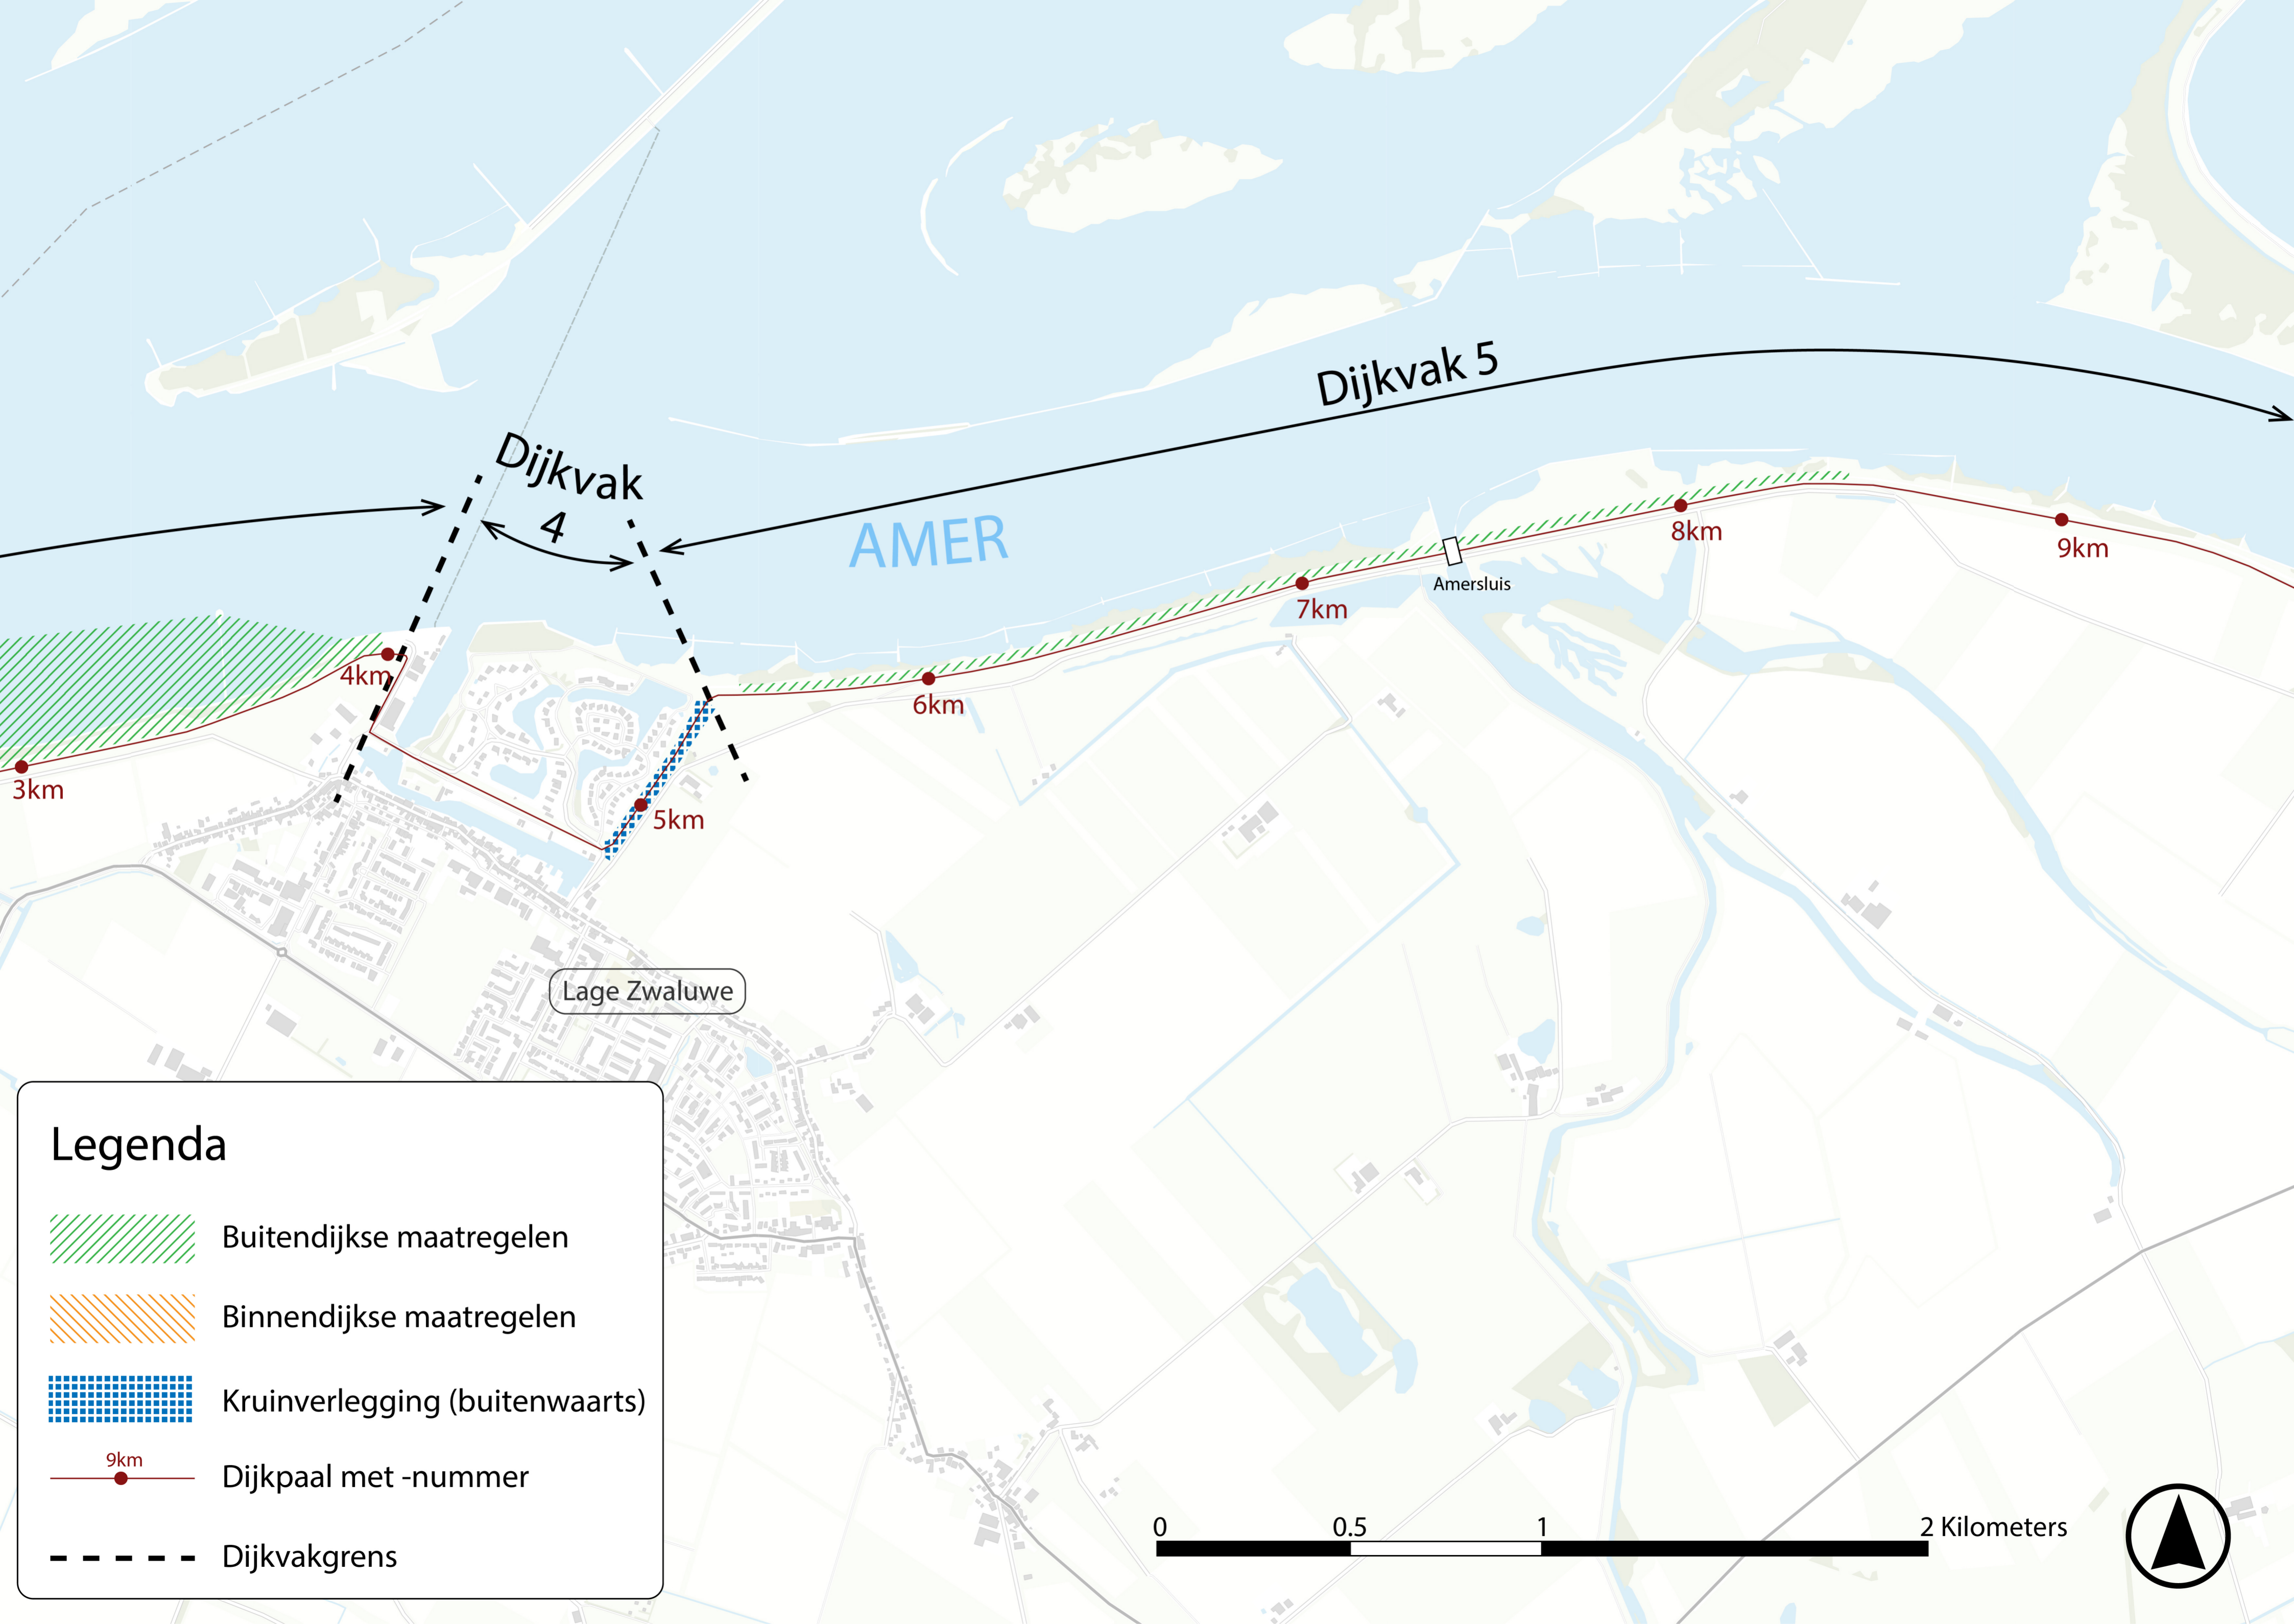 Dijkvak 5
Dijkvak
4
AMER
8km
9km
Amersluis
7km
4km
6km
3km
5km
Lage Zwaluwe
Legenda
Buitendijkse maatregelen
Binnendijkse maatregelen
Kruinverlegging (buitenwaarts)
9km
Dijkpaal met -nummer
Dijkvakgrens
0 0.5 1 2 Kilometers